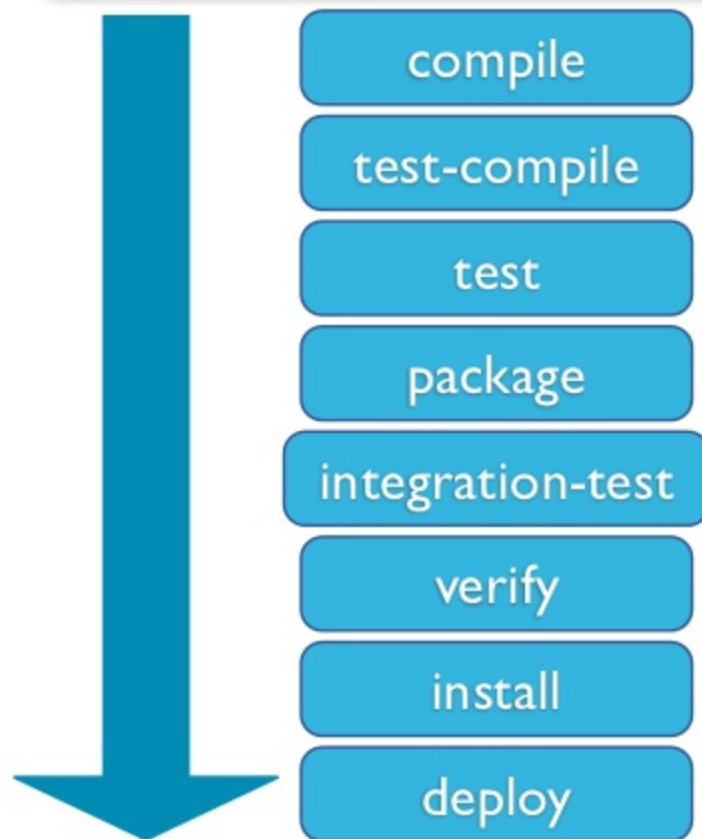 compile
test-compile
test
package
integration-test
verify
install
deploy